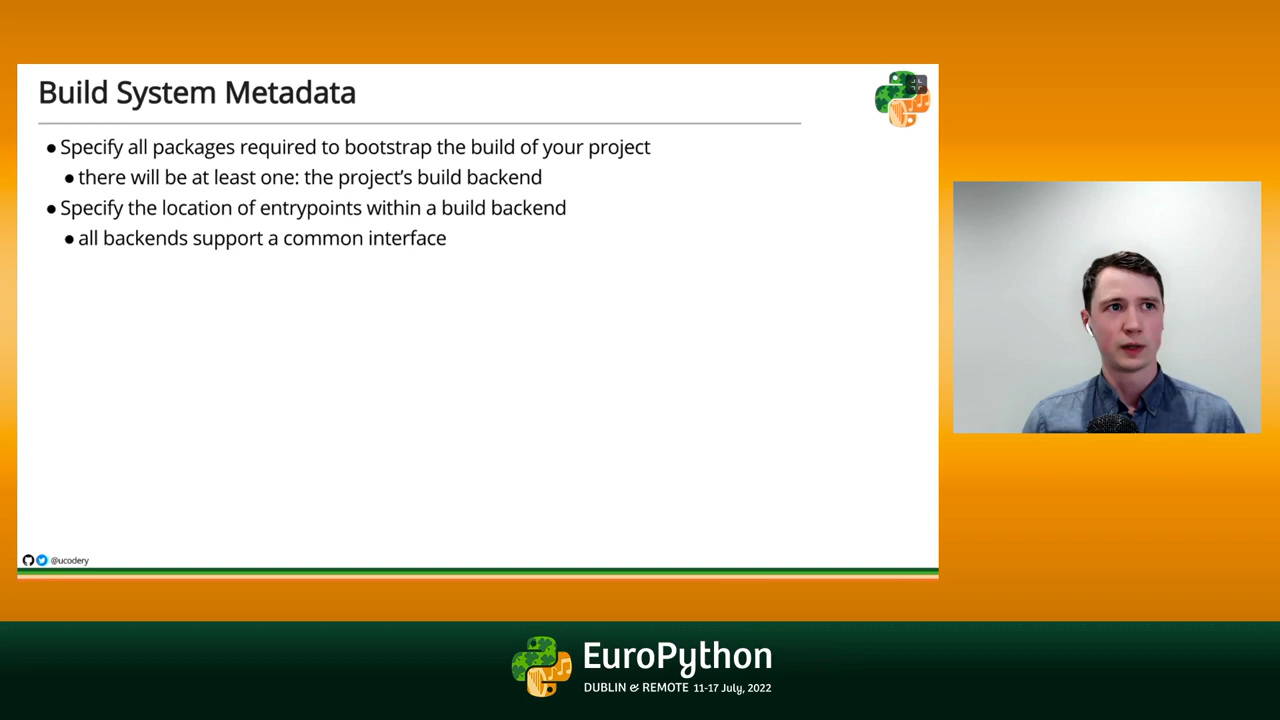 Build System Metadata
● Specify all packages required to bootstrap the build of your project
● there will be at least one: the project’s build backend
● Specify the location of entrypoints within a build backend
● all backends support a common interface
@ucodery
EuroPython
DUBLIN & REMOTE 11-17 July, 2022